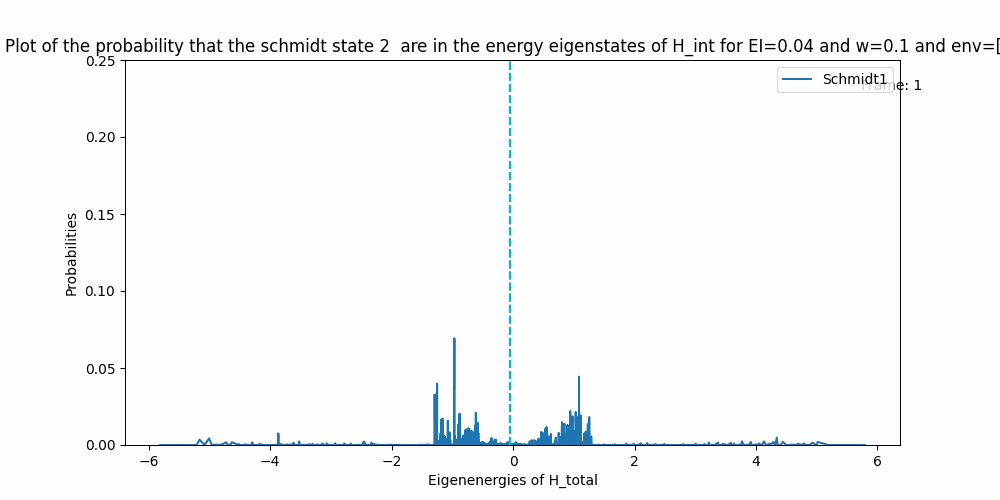 Plot of the probability that the schmidt state 2  are in the energy eigenstates of H_int for EI=0.04 and w=0.1 and env=[
0.25
Schmidt1
Frame: 1
0.20
0.15
0.10
0.05
0.00
Probabilities
−6 −4 −2 0 2 4 6
Eigenenergies of H_total